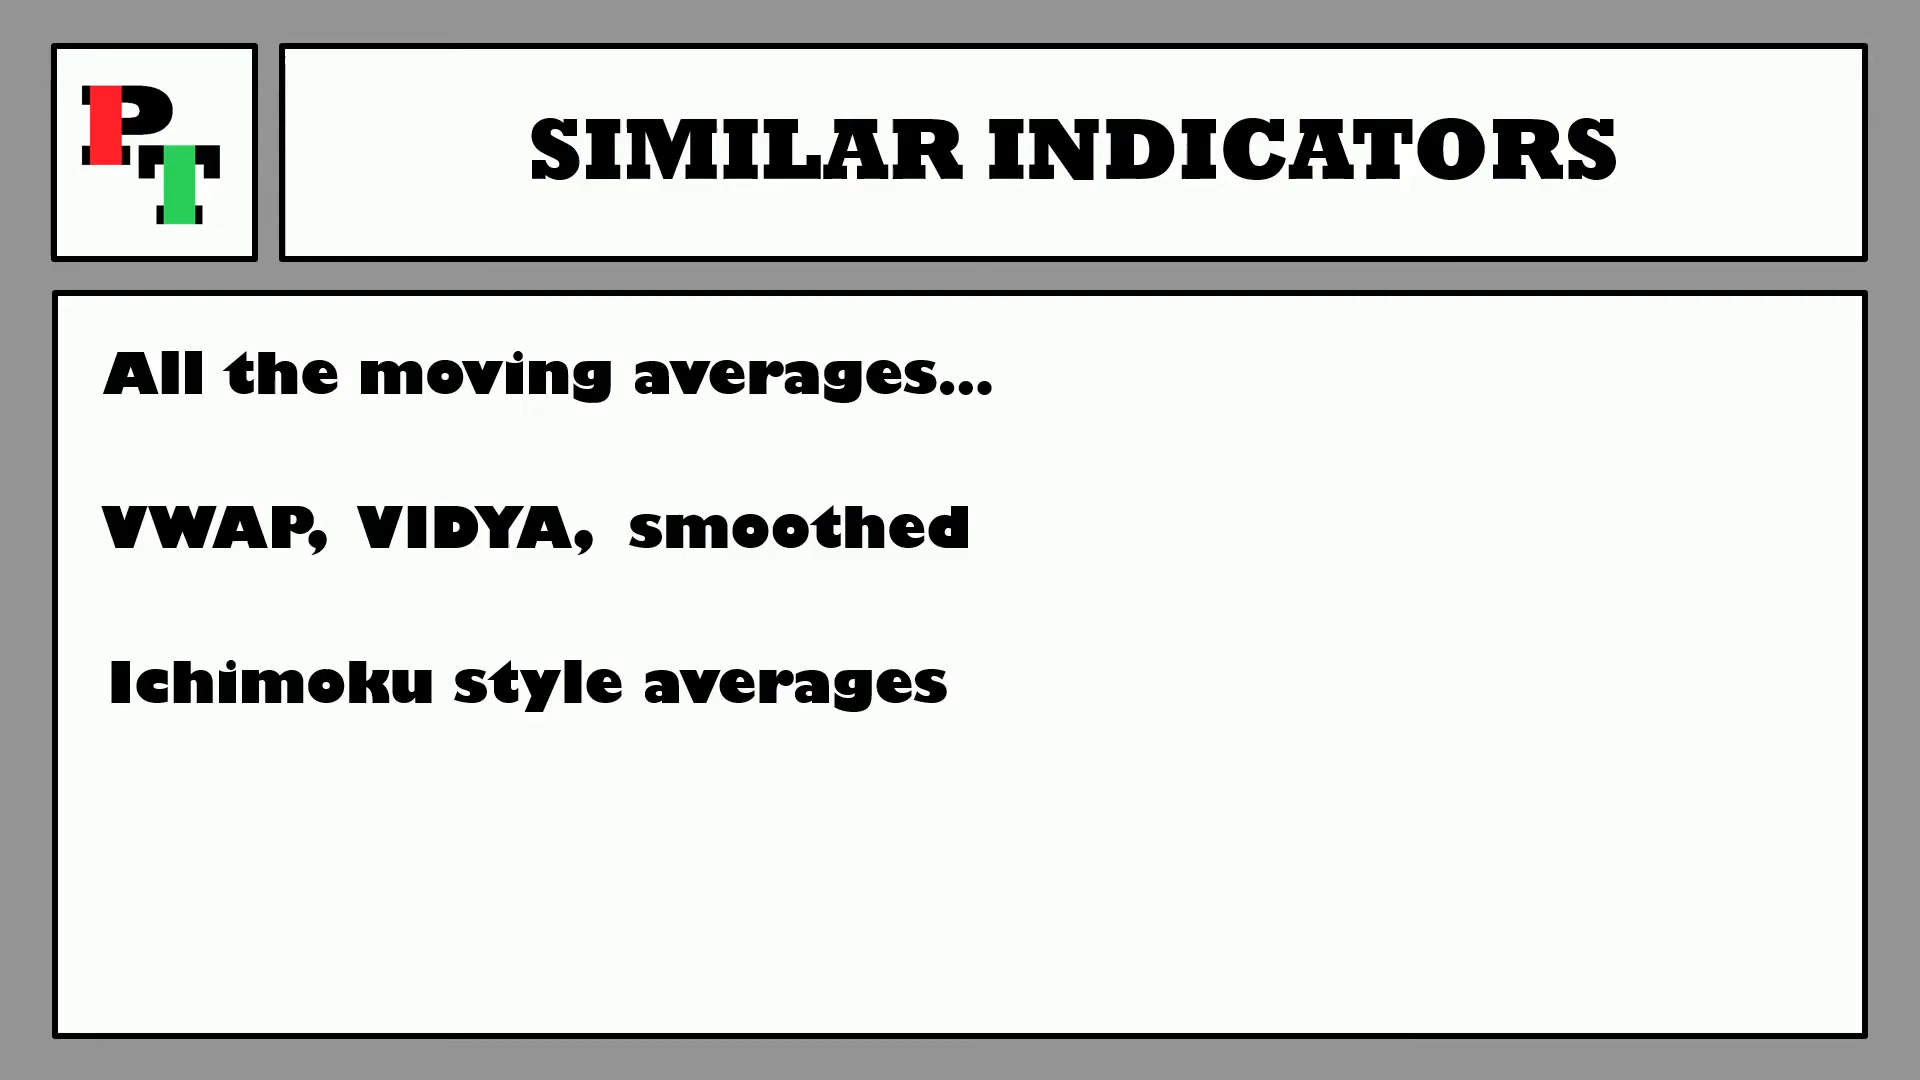 PT
SIMILAR INDICATORS
All the moving averages...
VWAP, VIDYA, smoothed
Ichimoku style averages